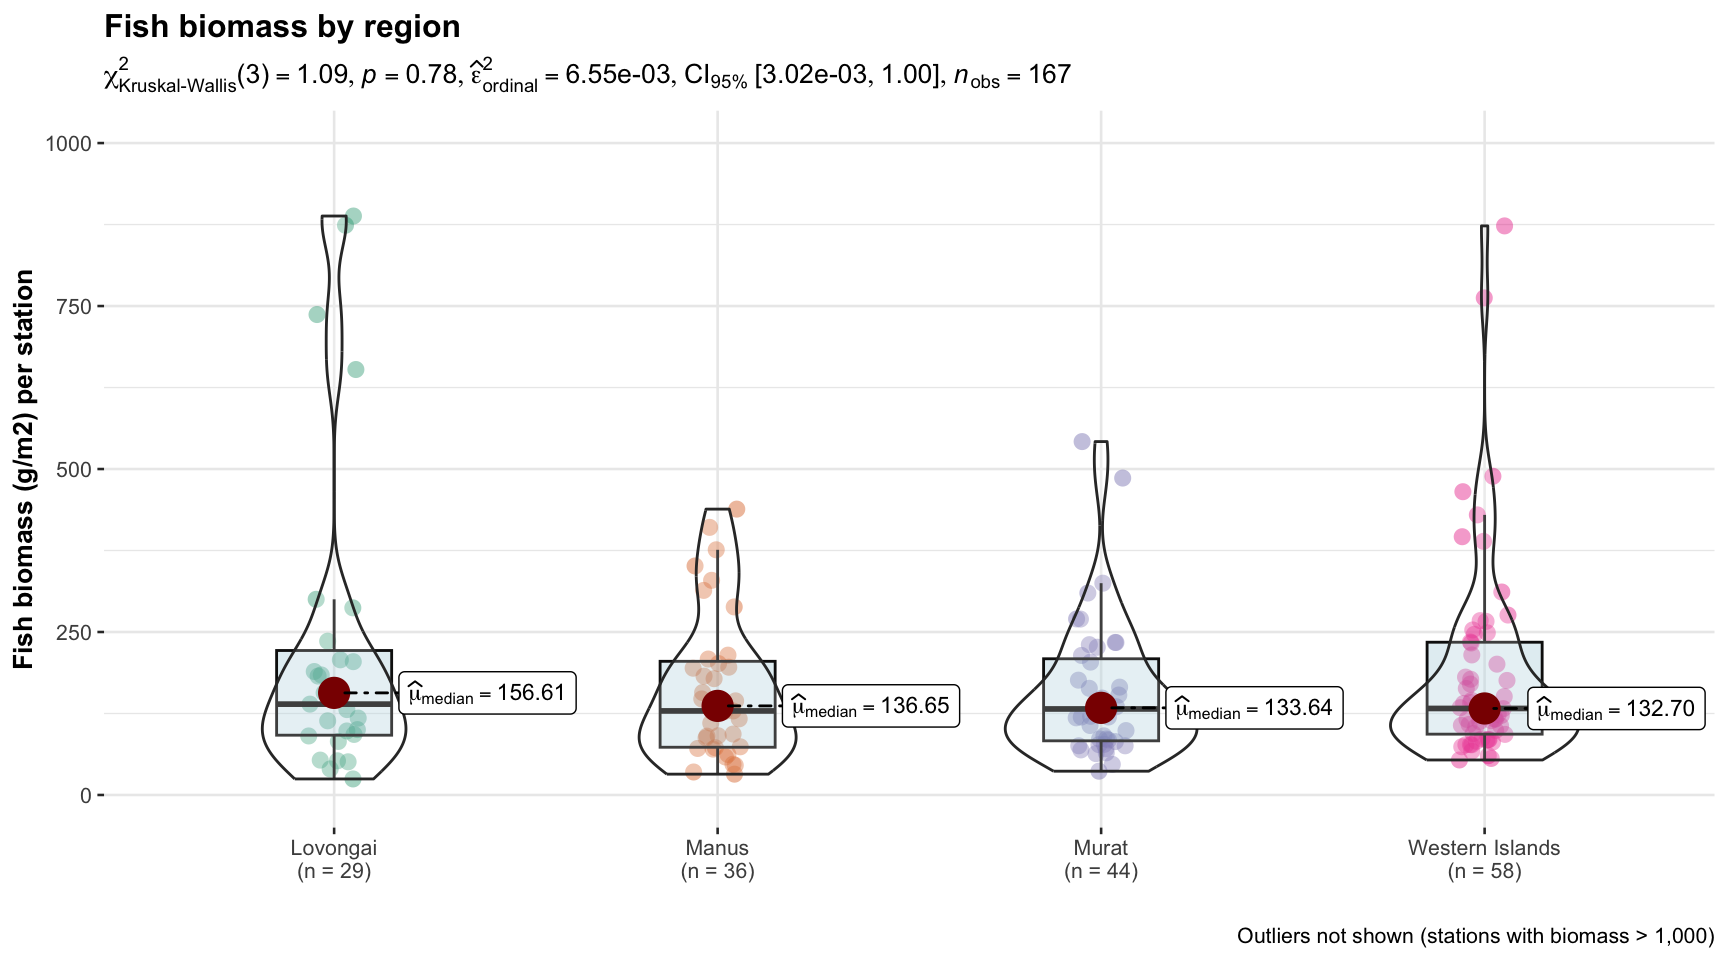 Fish biomass by region
χ²Kruskal-Wallis(3) = 1.09, p = 0.78, ε̂²ordinal = 6.55e-03, CI95% [3.02e-03, 1.00], nobs = 167
Fish biomass (g/m2) per station
1000
750
500
250
0
μ̂median = 156.61
μ̂median = 136.65
μ̂median = 133.64
μ̂median = 132.70
Lovongai
(n = 29)
Manus
(n = 36)
Murat
(n = 44)
Western Islands
(n = 58)
Outliers not shown (stations with biomass > 1,000)